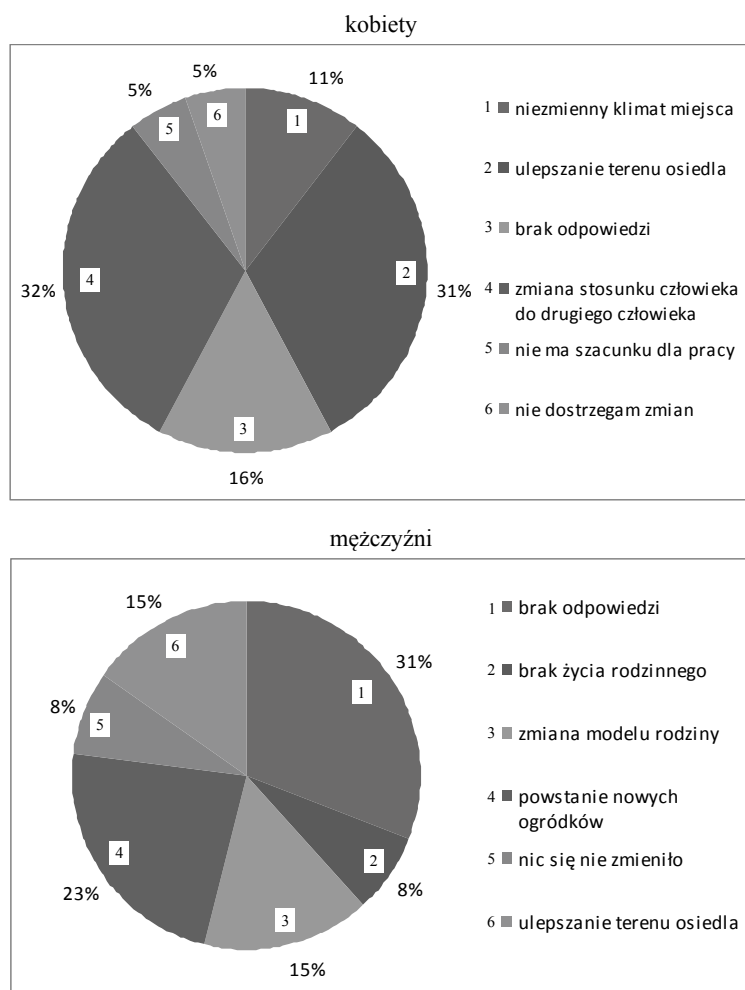 kobiety
5%
5%
11%
6
5
1
4
2
32%
31%
3
16%
1 niezmienny klimat miejsca
2 ulepszanie terenu osiedla
3 brak odpowiedzi
4 zmiana stosunku człowieka
do drugiego człowieka
5 nie ma szacunku dla pracy
6 nie dostrzegam zmian
mężczyźni
15%
6
31%
1
8%
5
4
2
23%
8%
3
15%
1 brak odpowiedzi
2 brak życia rodzinnego
3 zmiana modelu rodziny
4 powstanie nowych
ogródków
5 nic się nie zmieniło
6 ulepszanie terenu osiedla